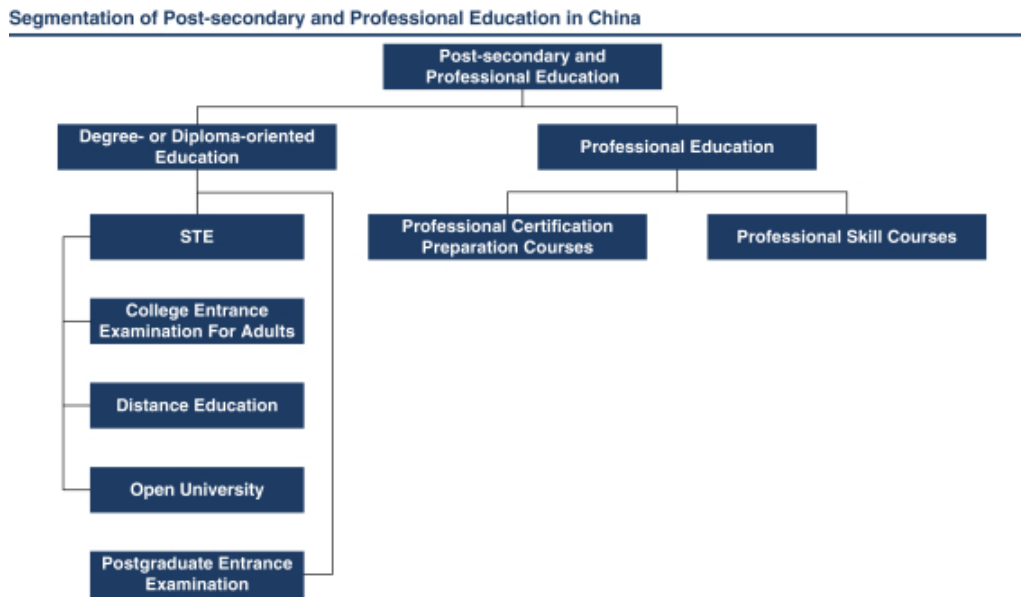 Segmentation of Post-secondary and Professional Education in China
Post-secondary and
Professional Education
Degree- or Diploma-oriented
Education
Professional Education
STE
Professional Certification
Preparation Courses
Professional Skill Courses
College Entrance
Examination For Adults
Distance Education
Open University
Postgraduate Entrance
Examination